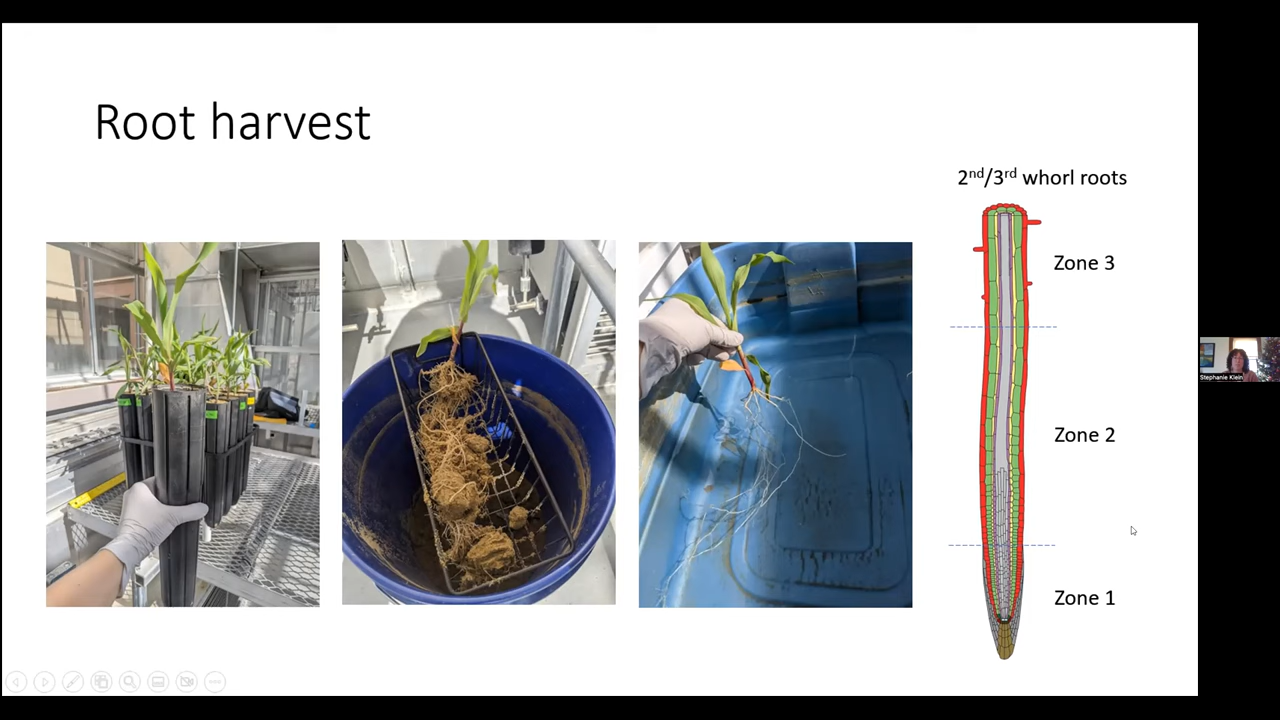 Root harvest
2nd/3rd whorl roots
Zone 3
Zone 2
Zone 1
Stephanie Klein